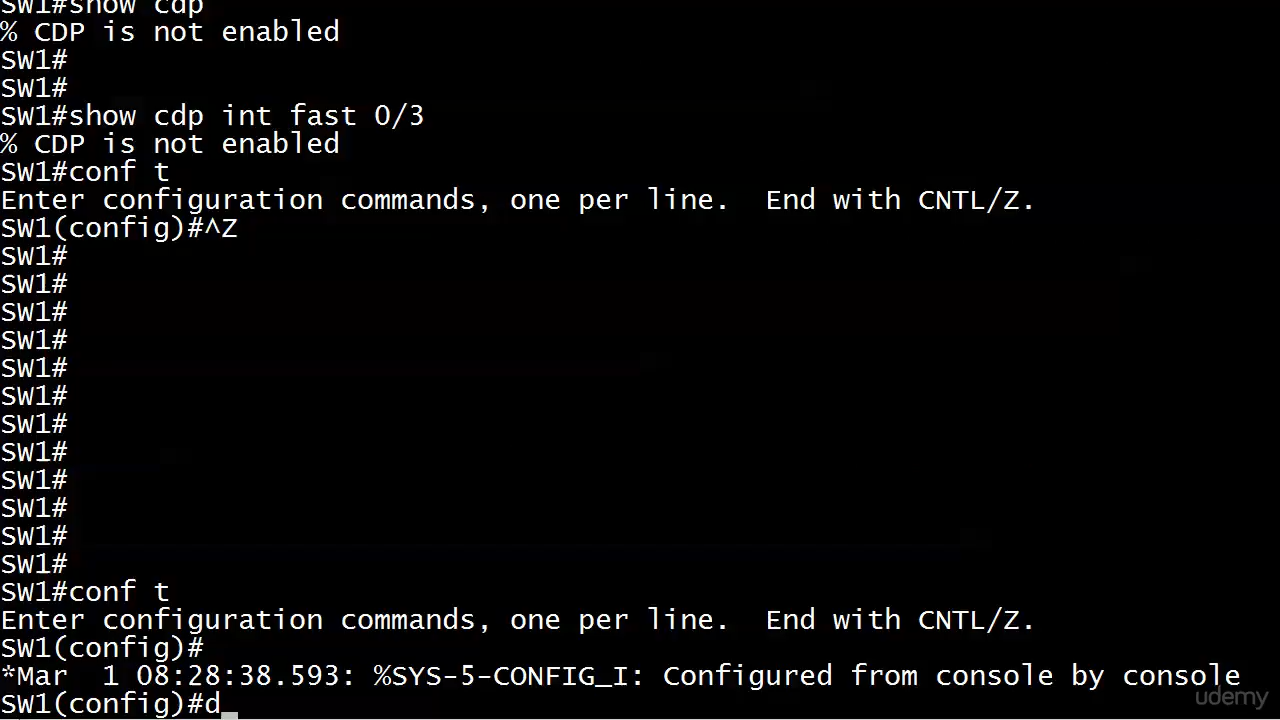 SW1#show cdp
% CDP is not enabled
SW1#
SW1#
SW1#show cdp int fast 0/3
% CDP is not enabled
SW1#conf t
Enter configuration commands, one per line.  End with CNTL/Z.
SW1(config)#^Z
SW1#
SW1#
SW1#
SW1#
SW1#
SW1#
SW1#
SW1#
SW1#
SW1#
SW1#
SW1#
SW1#conf t
Enter configuration commands, one per line.  End with CNTL/Z.
SW1(config)#
*Mar  1 08:28:38.593: %SYS-5-CONFIG_I: Configured from console by console
SW1(config)#d
udemy